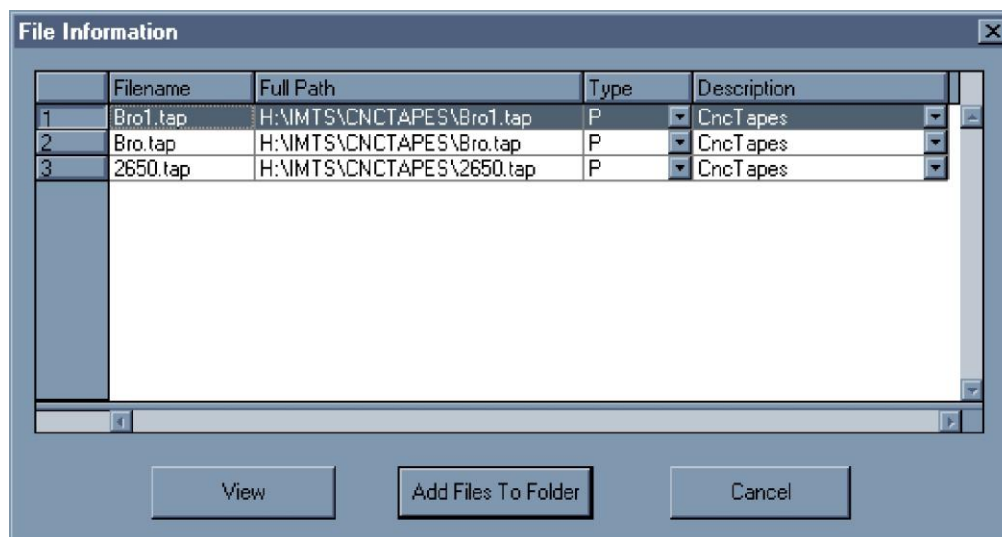 File Information
Filename Full Path Type Description
1 Bro1.tap H:\IMTS\CNCTAPES\Bro1.tap P CncTapes
2 Bro.tap H:\IMTS\CNCTAPES\Bro.tap P CncTapes
3 2650.tap H:\IMTS\CNCTAPES\2650.tap P CncTapes
View Add Files To Folder Cancel